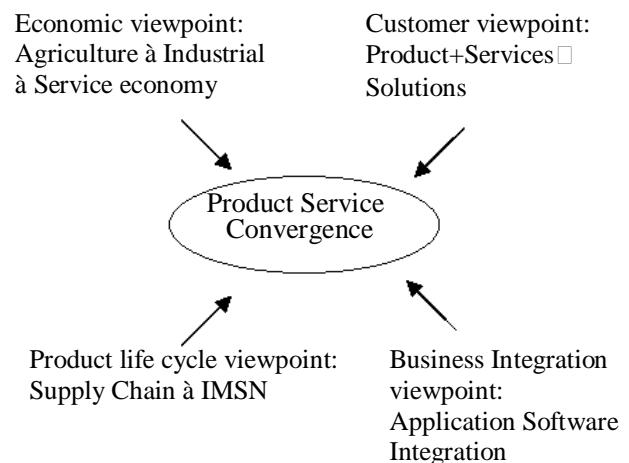 Economic viewpoint:
Agriculture à Industrial
à Service economy
Customer viewpoint:
Product+Services□
Solutions
Product Service
Convergence
Product life cycle viewpoint:
Supply Chain à IMSN
Business Integration
viewpoint:
Application Software
Integration